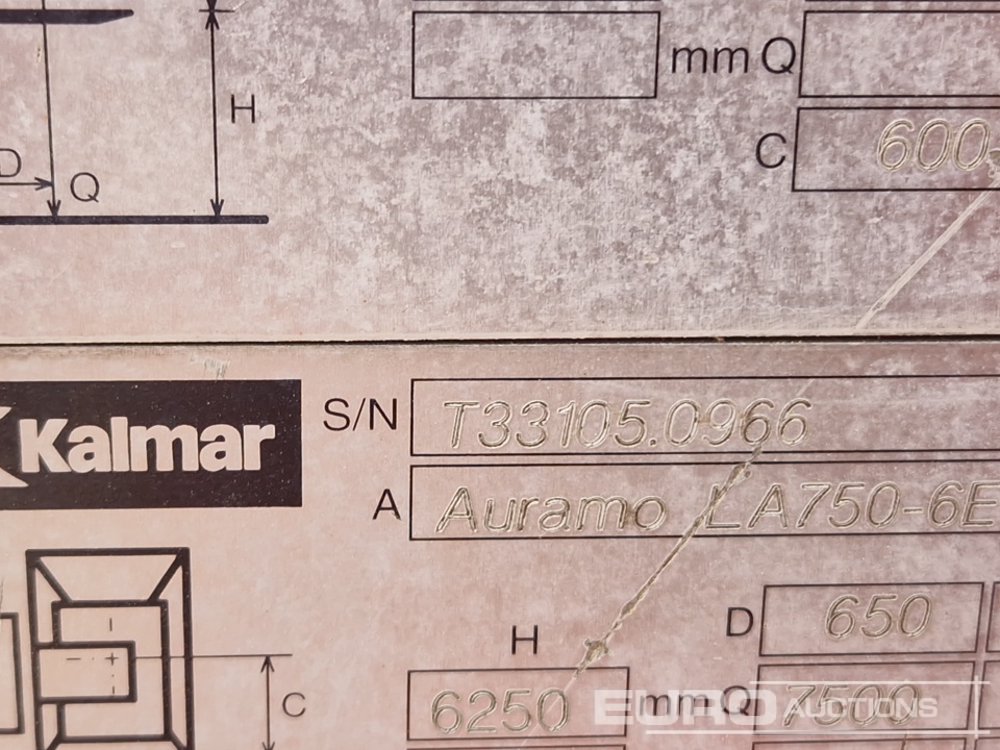 H
mm Q
D
Q
C 600
Kalmar
S/N T33105.0966
A Auramo LA750-6E
H
D 650
C
6250 mm Q 7500
EURO AUCTIONS